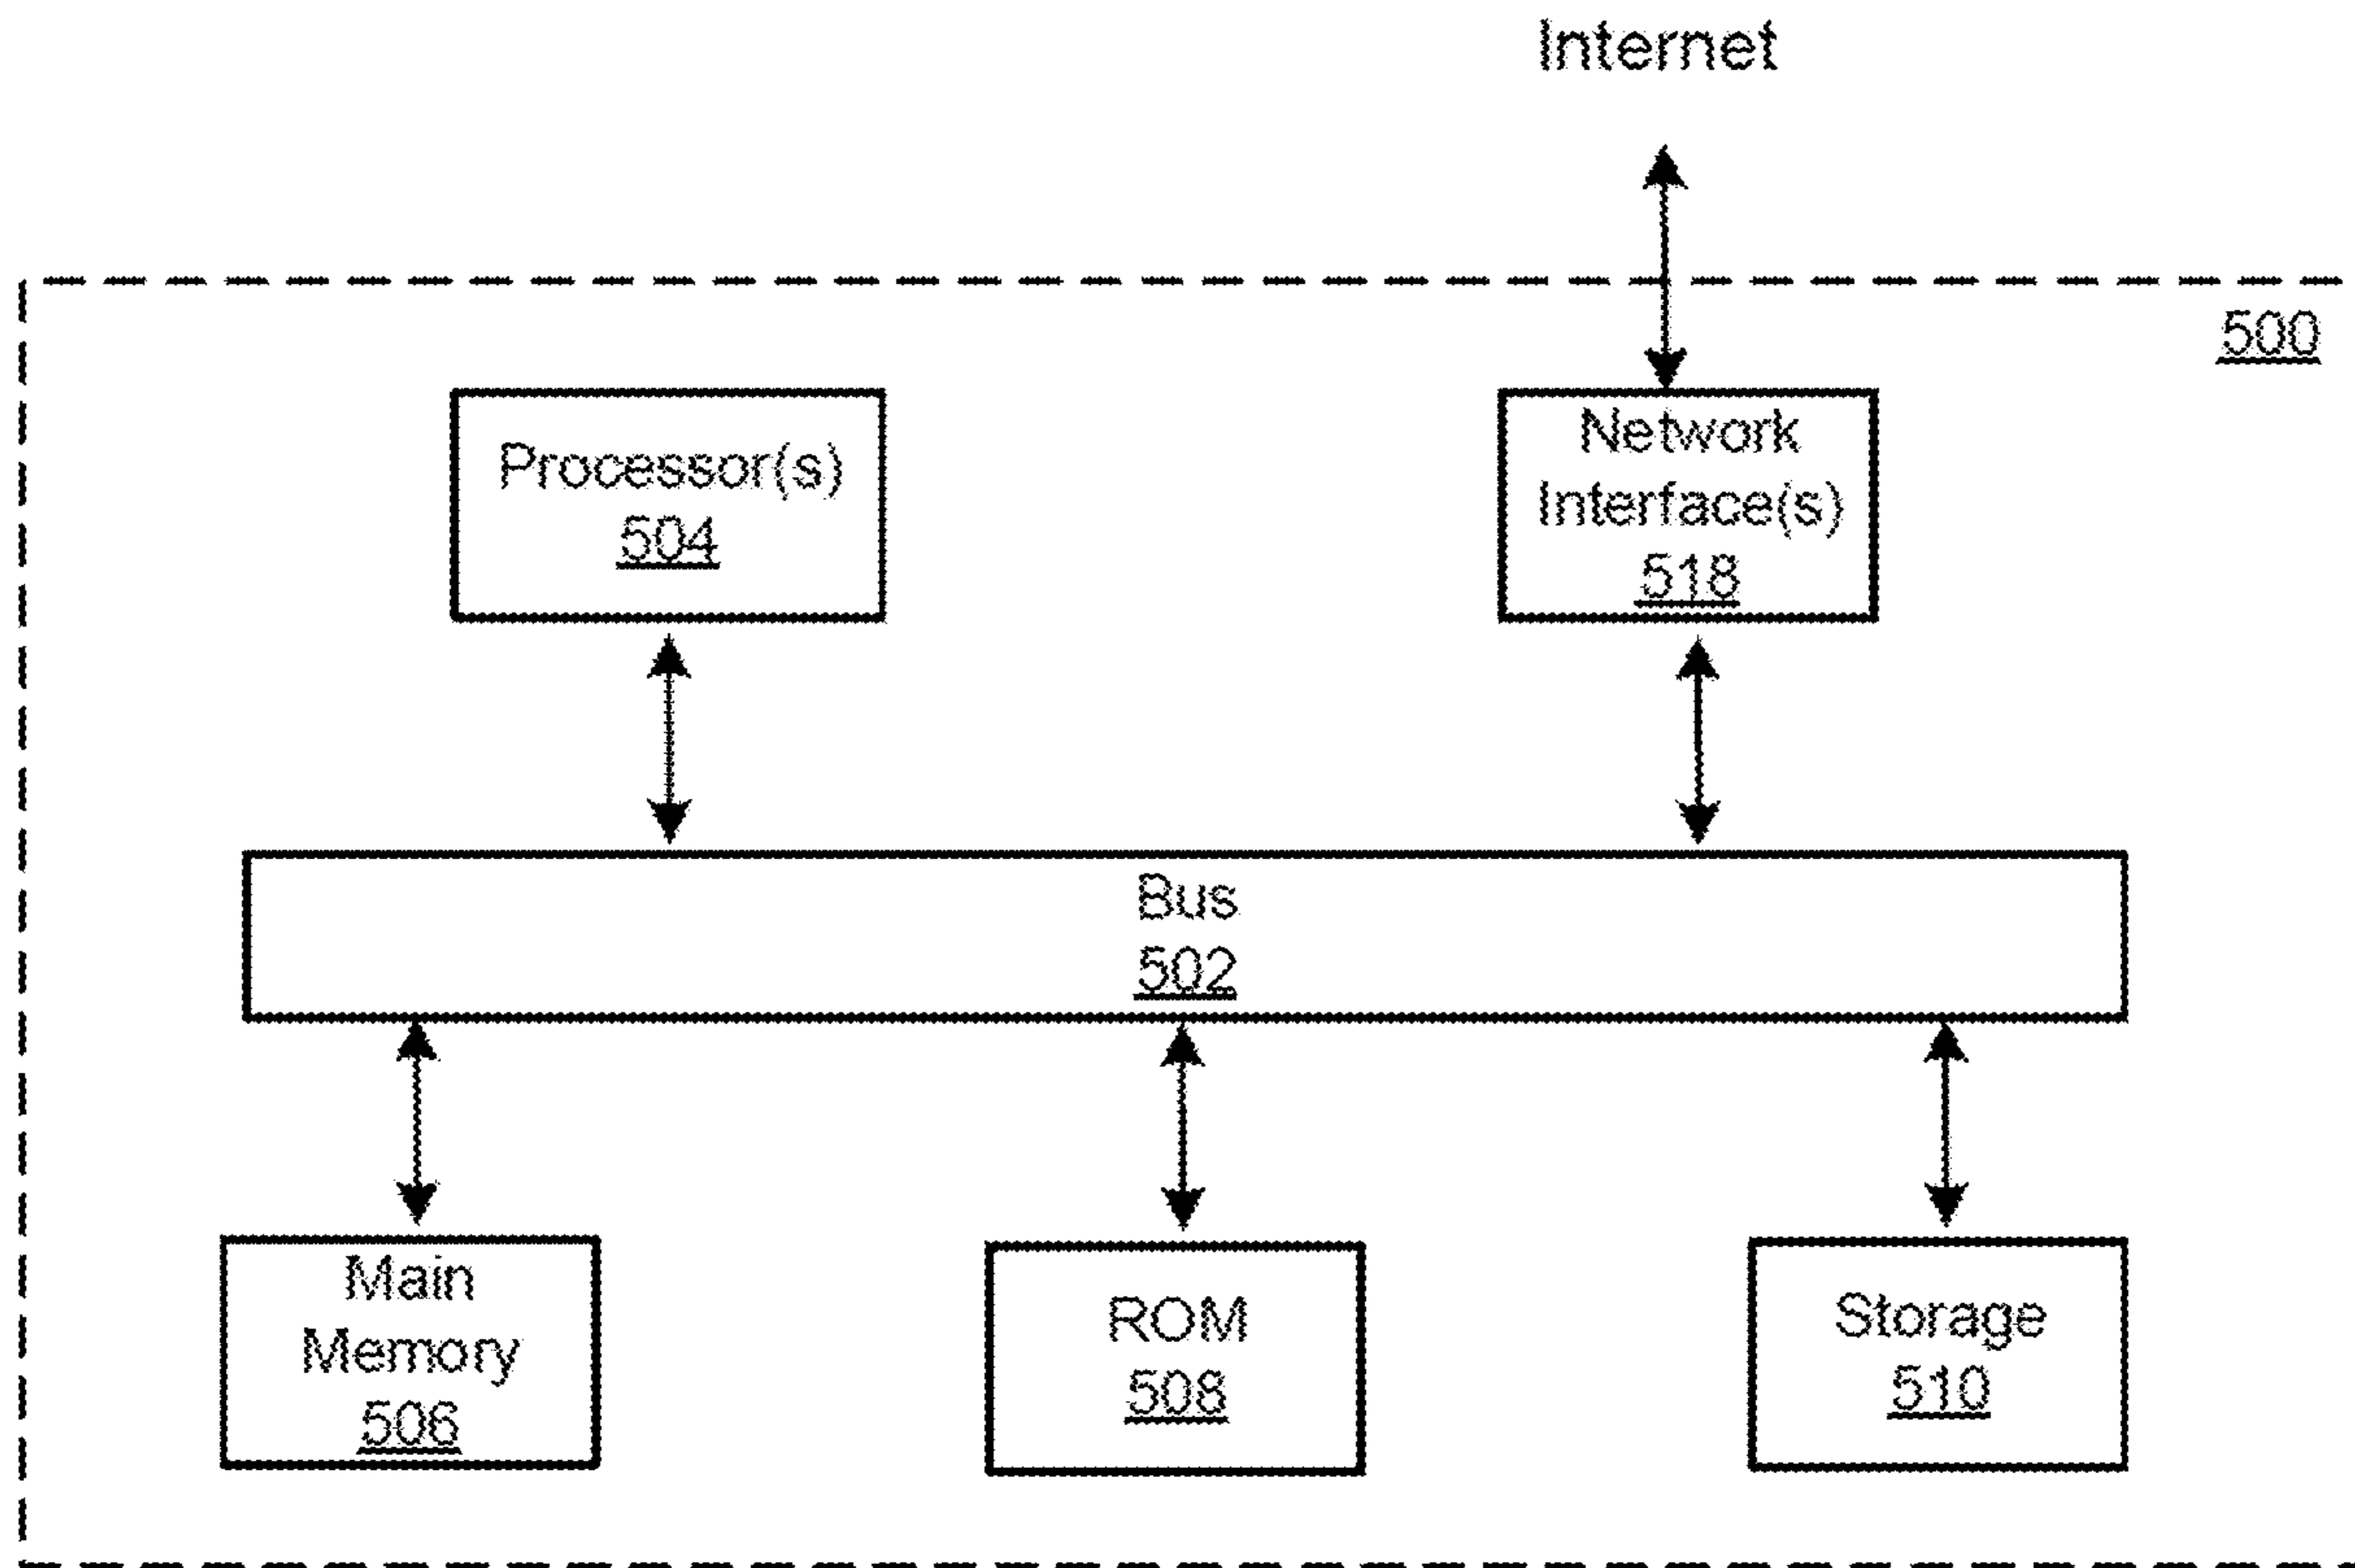 Internet
500
Processor(s)
504
Network
Interface(s)
518
Bus
502
Main
Memory
506
ROM
508
Storage
510